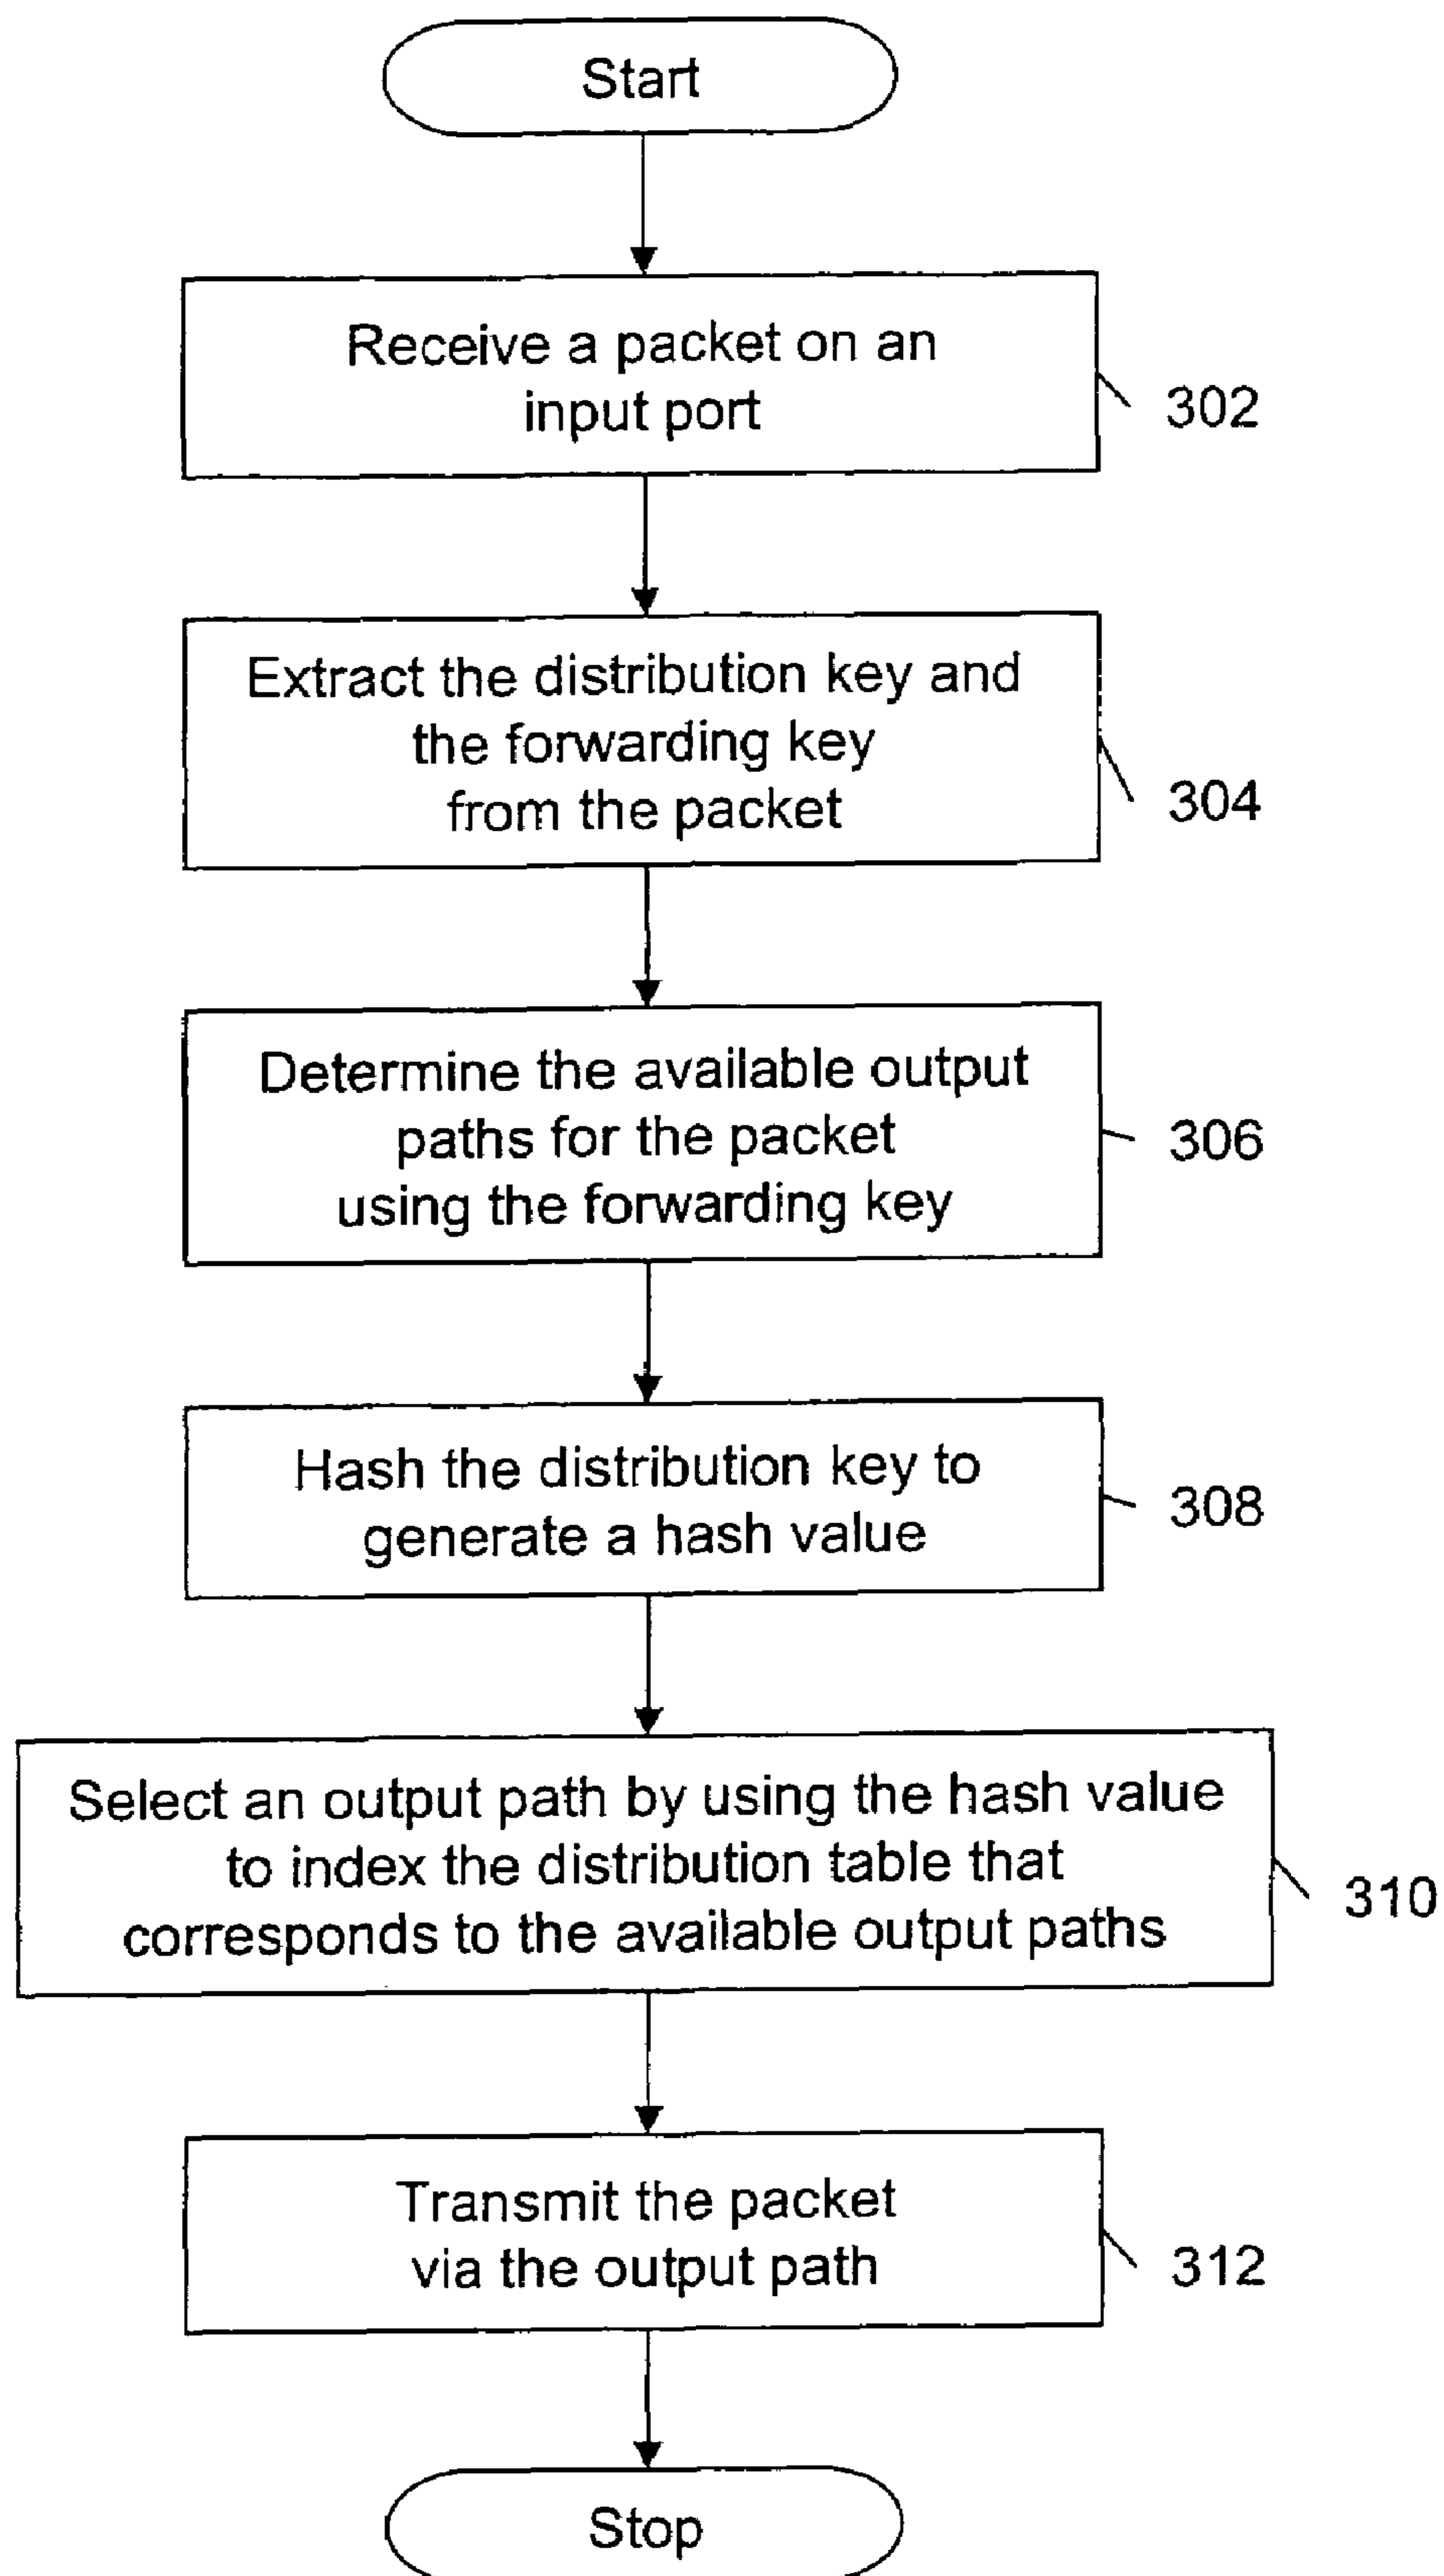 Start
Receive a packet on an
input port
302
Extract the distribution key and
the forwarding key
from the packet
304
Determine the available output
paths for the packet
using the forwarding key
306
Hash the distribution key to
generate a hash value
308
Select an output path by using the hash value
to index the distribution table that
corresponds to the available output paths
310
Transmit the packet
via the output path
312
Stop